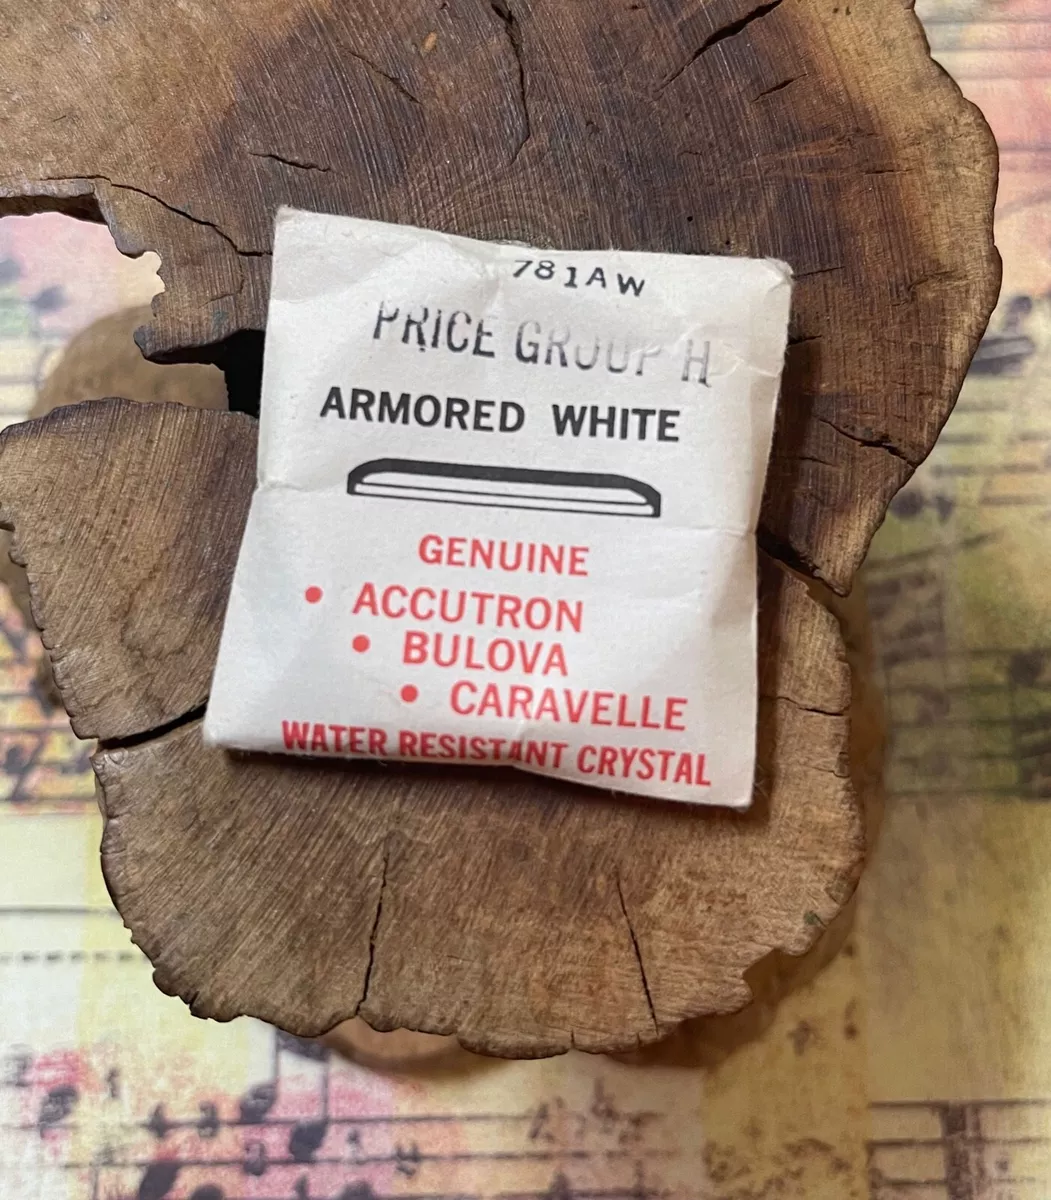 781AW
PRICE GROUP H
ARMORED WHITE
GENUINE
• ACCUTRON
• BULOVA
• CARAVELLE
WATER RESISTANT CRYSTAL